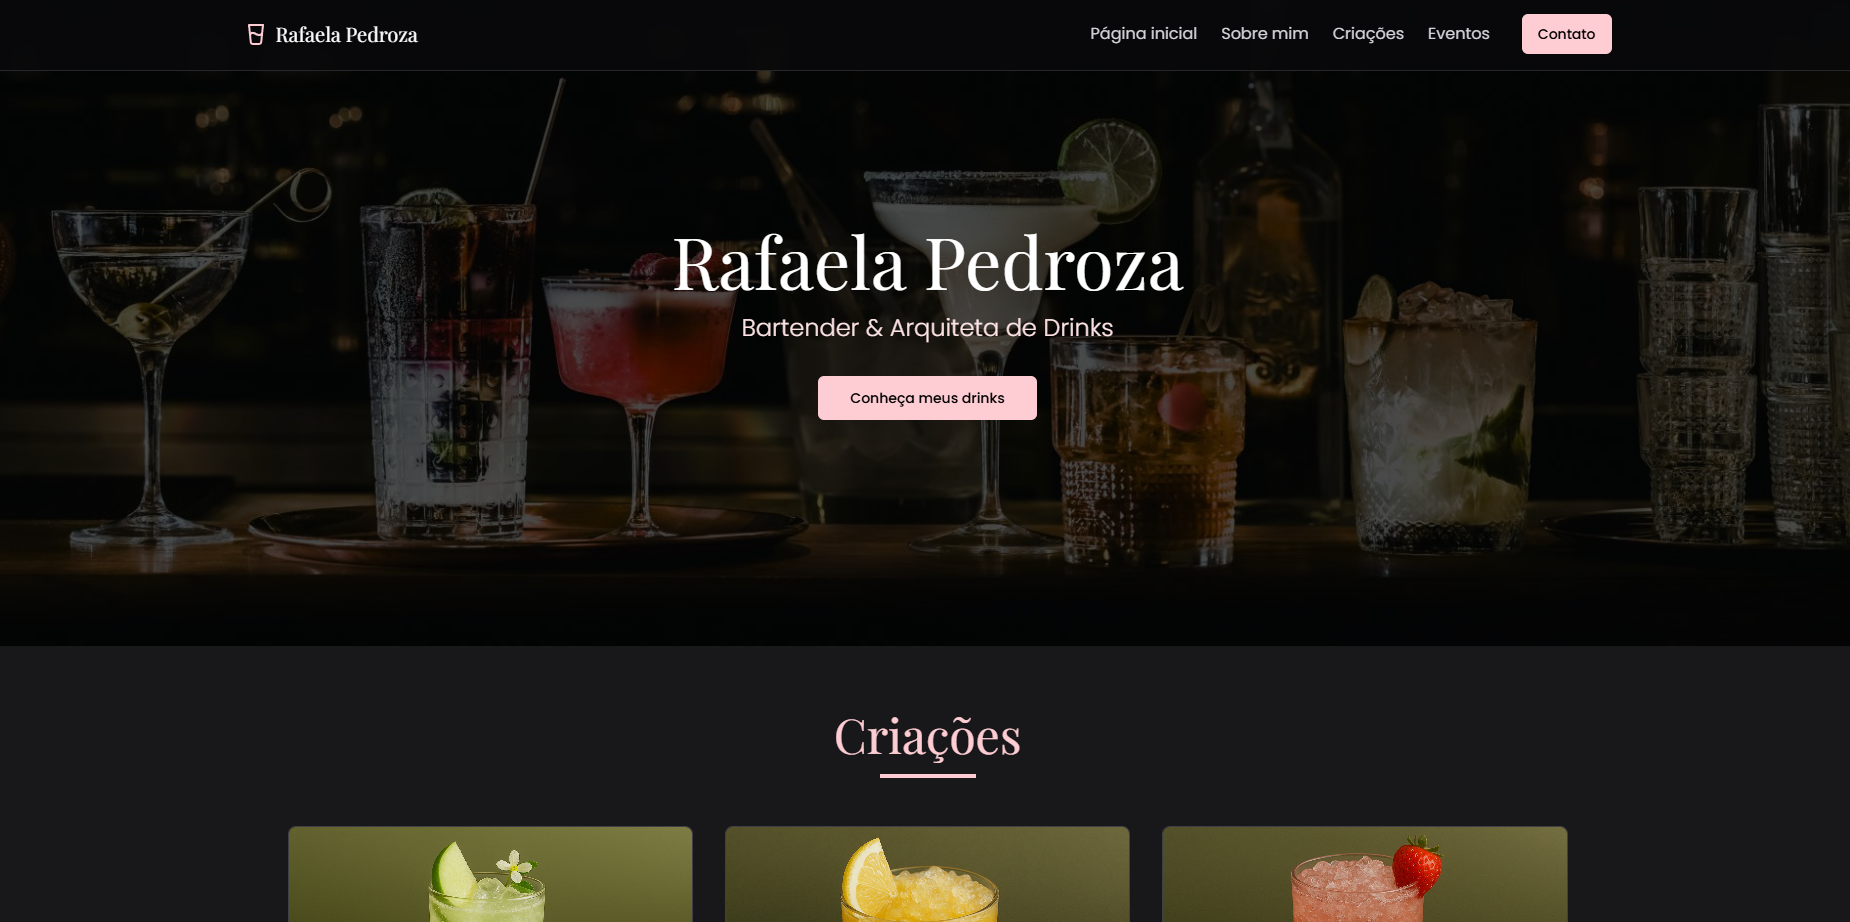 Rafaela Pedroza
Página inicial Sobre mim Criações Eventos Contato
Rafaela Pedroza
Bartender & Arquiteta de Drinks
Conheça meus drinks
Criações